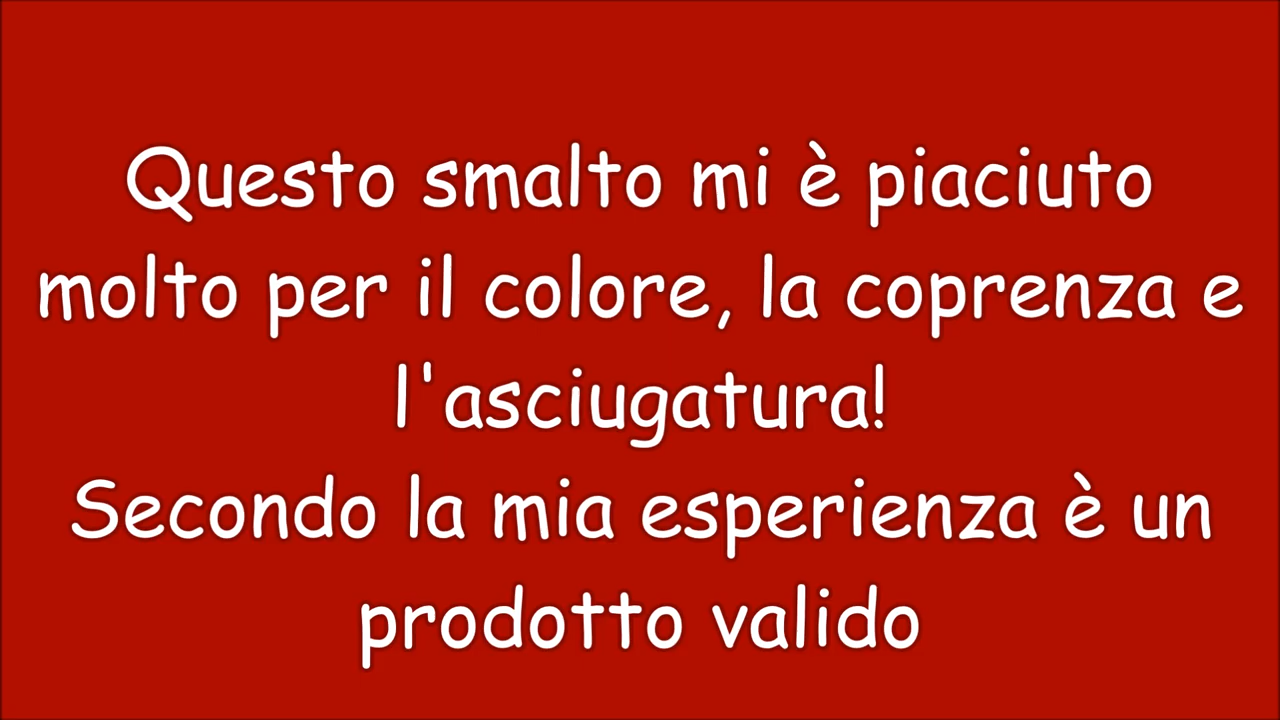 Questo smalto mi è piaciuto
molto per il colore, la coprenza e
l'asciugatura!
Secondo la mia esperienza è un
prodotto valido